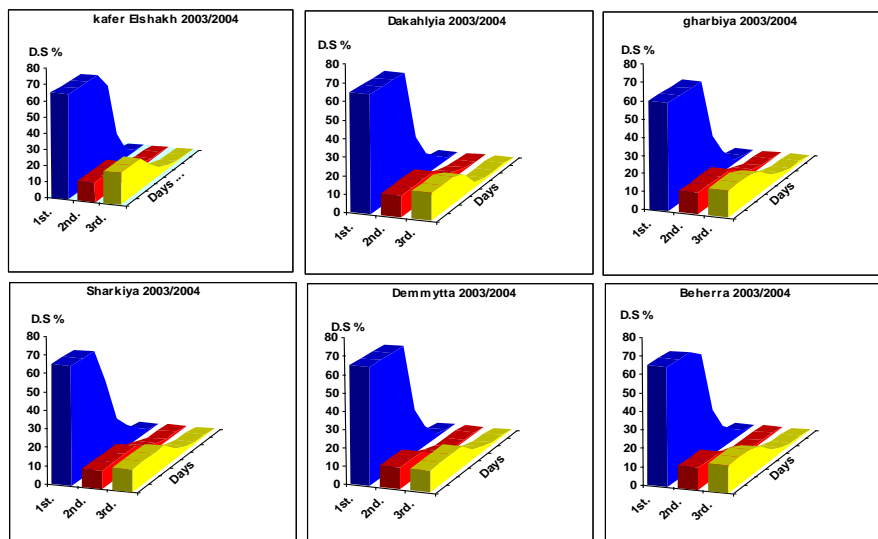 kafer Elshakh 2003/2004
D.S %
80
70
60
50
40
30
20
10
0
1st.
2nd.
3rd.
Days ...
Dakahlyia 2003/2004
D.S %
80
70
60
50
40
30
20
10
0
1st.
2nd.
3rd.
Days
gharbiya 2003/2004
D.S %
80
70
60
50
40
30
20
10
0
1st.
2nd.
3rd.
Days
Sharkiya 2003/2004
D.S %
80
70
60
50
40
30
20
10
0
1st.
2nd.
3rd.
Days
Demmytta 2003/2004
D.S %
80
70
60
50
40
30
20
10
0
1st.
2nd.
3rd.
Days
Beherra 2003/2004
D.S %
80
70
60
50
40
30
20
10
0
1st.
2nd.
3rd.
Days